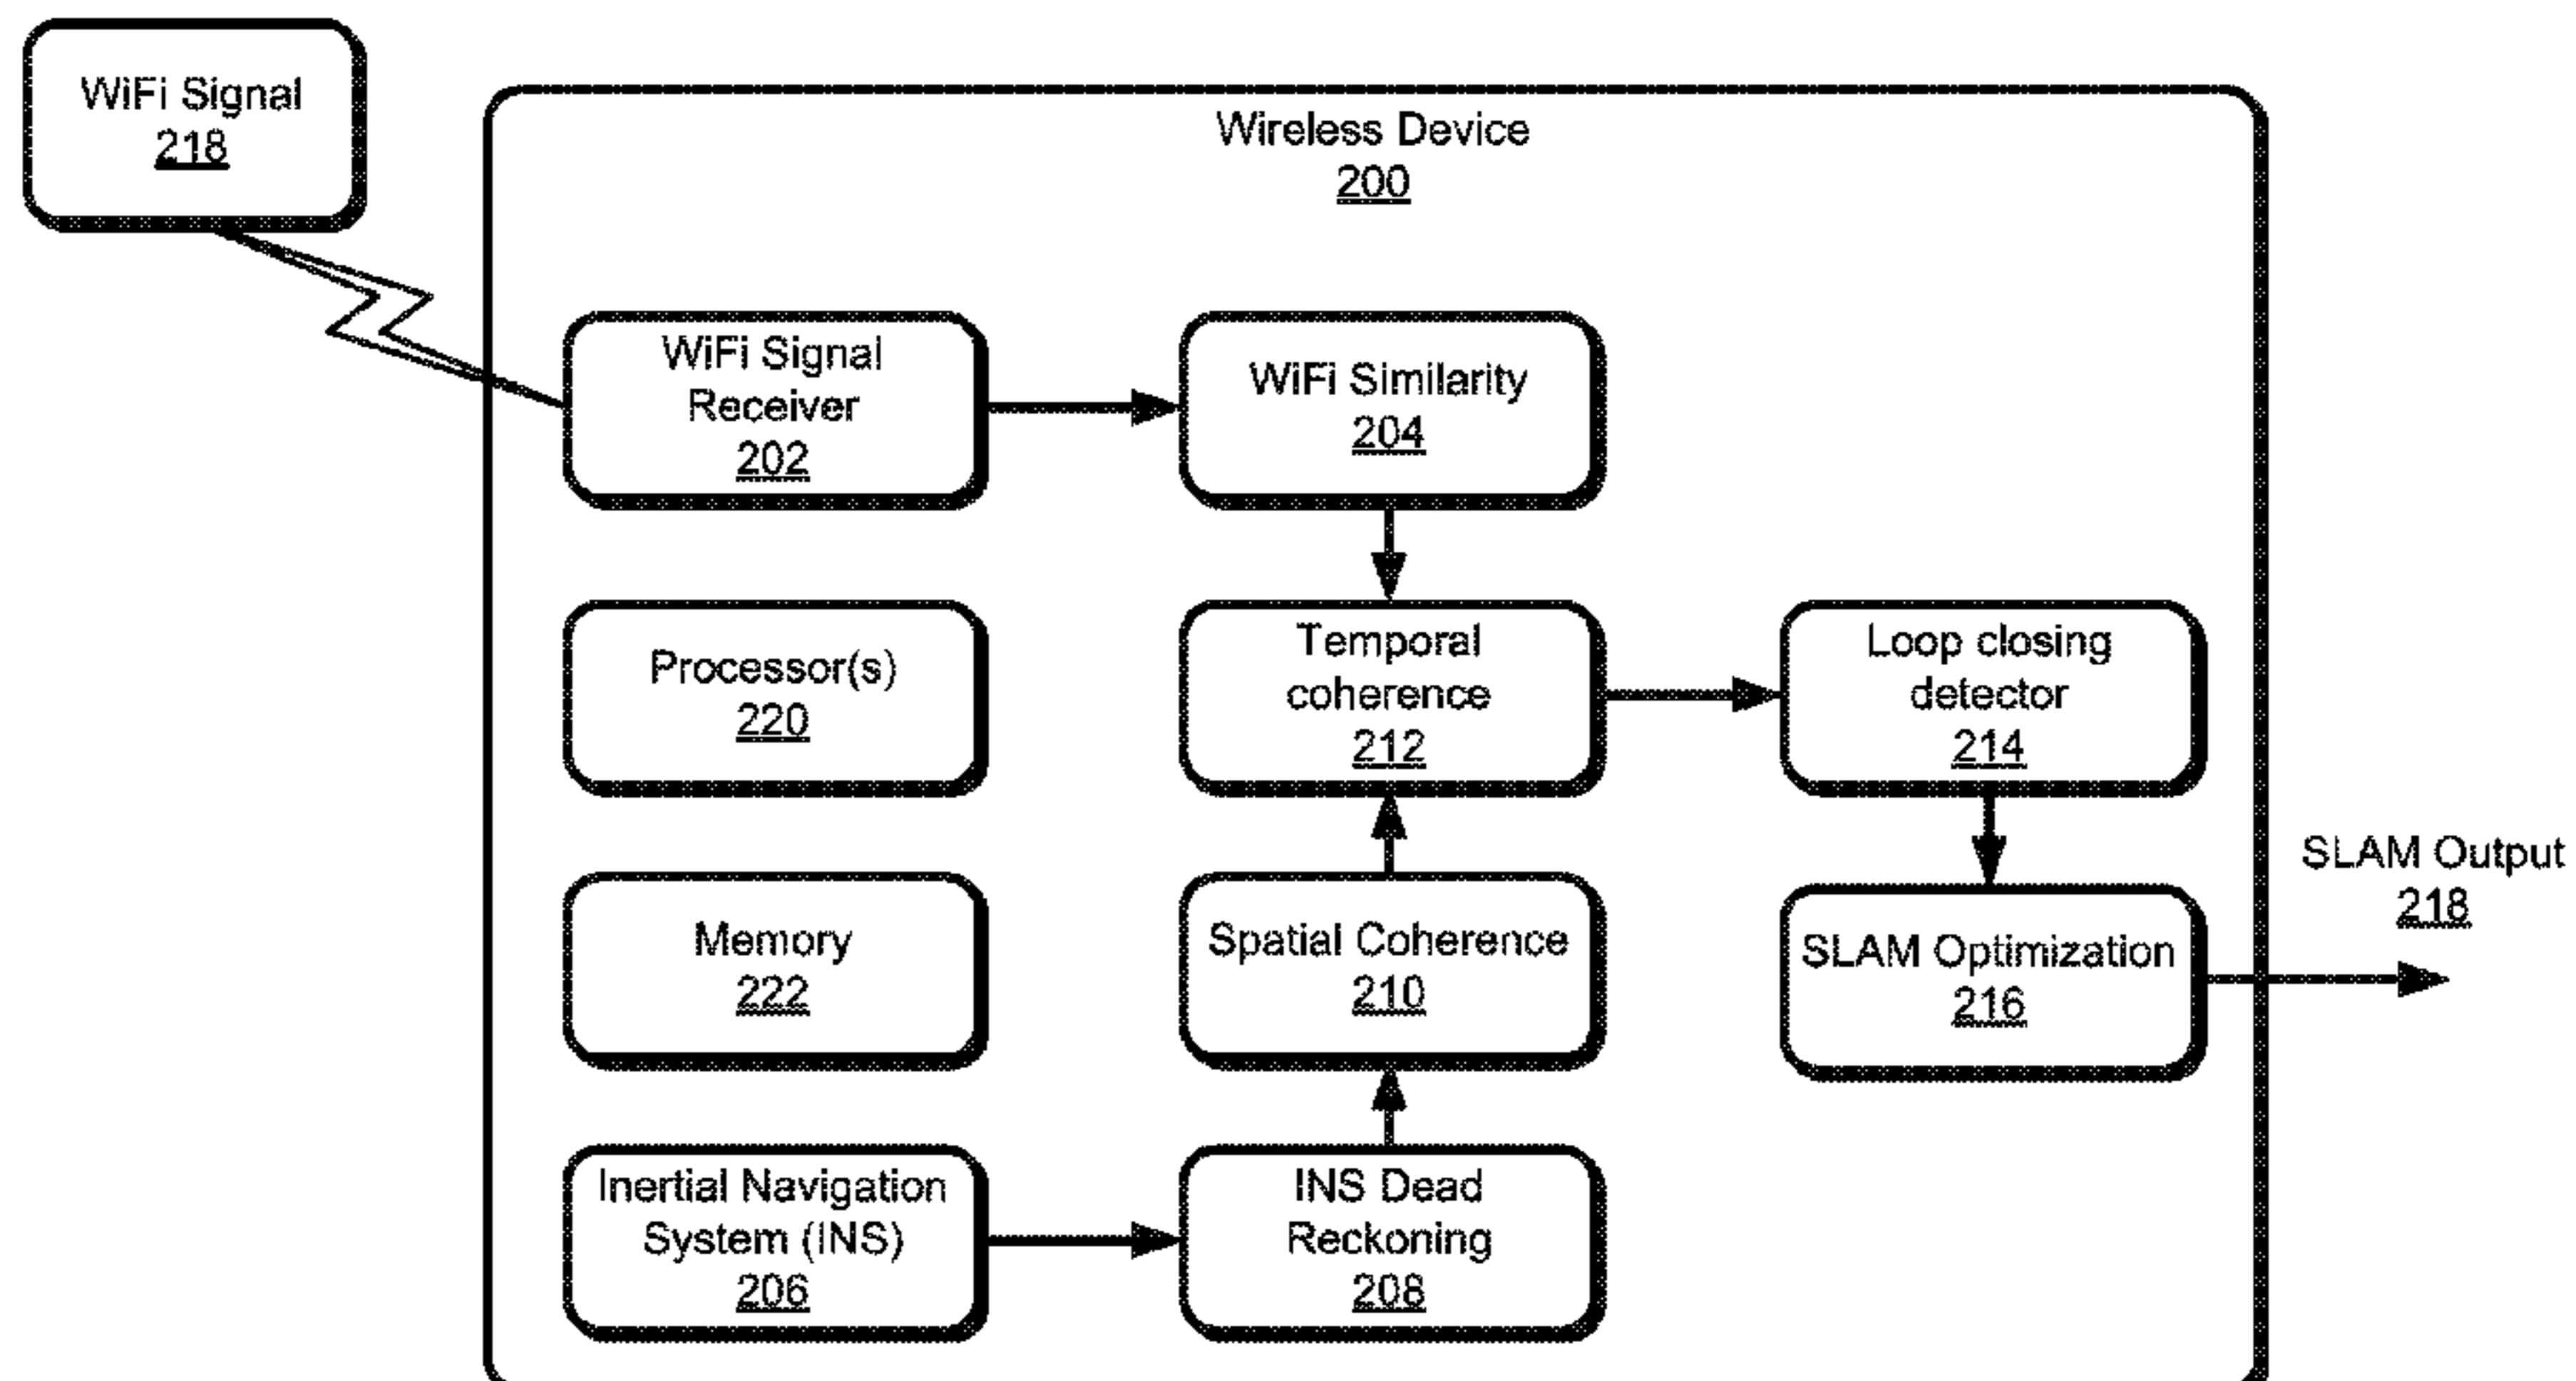 WiFi Signal
218
Wireless Device
200
WiFi Signal
Receiver
202
WiFi Similarity
204
Processor(s)
220
Temporal
coherence
212
Loop closing
detector
214
Memory
222
Spatial Coherence
210
SLAM Optimization
216
SLAM Output
218
Inertial Navigation
System (INS)
206
INS Dead
Reckoning
208